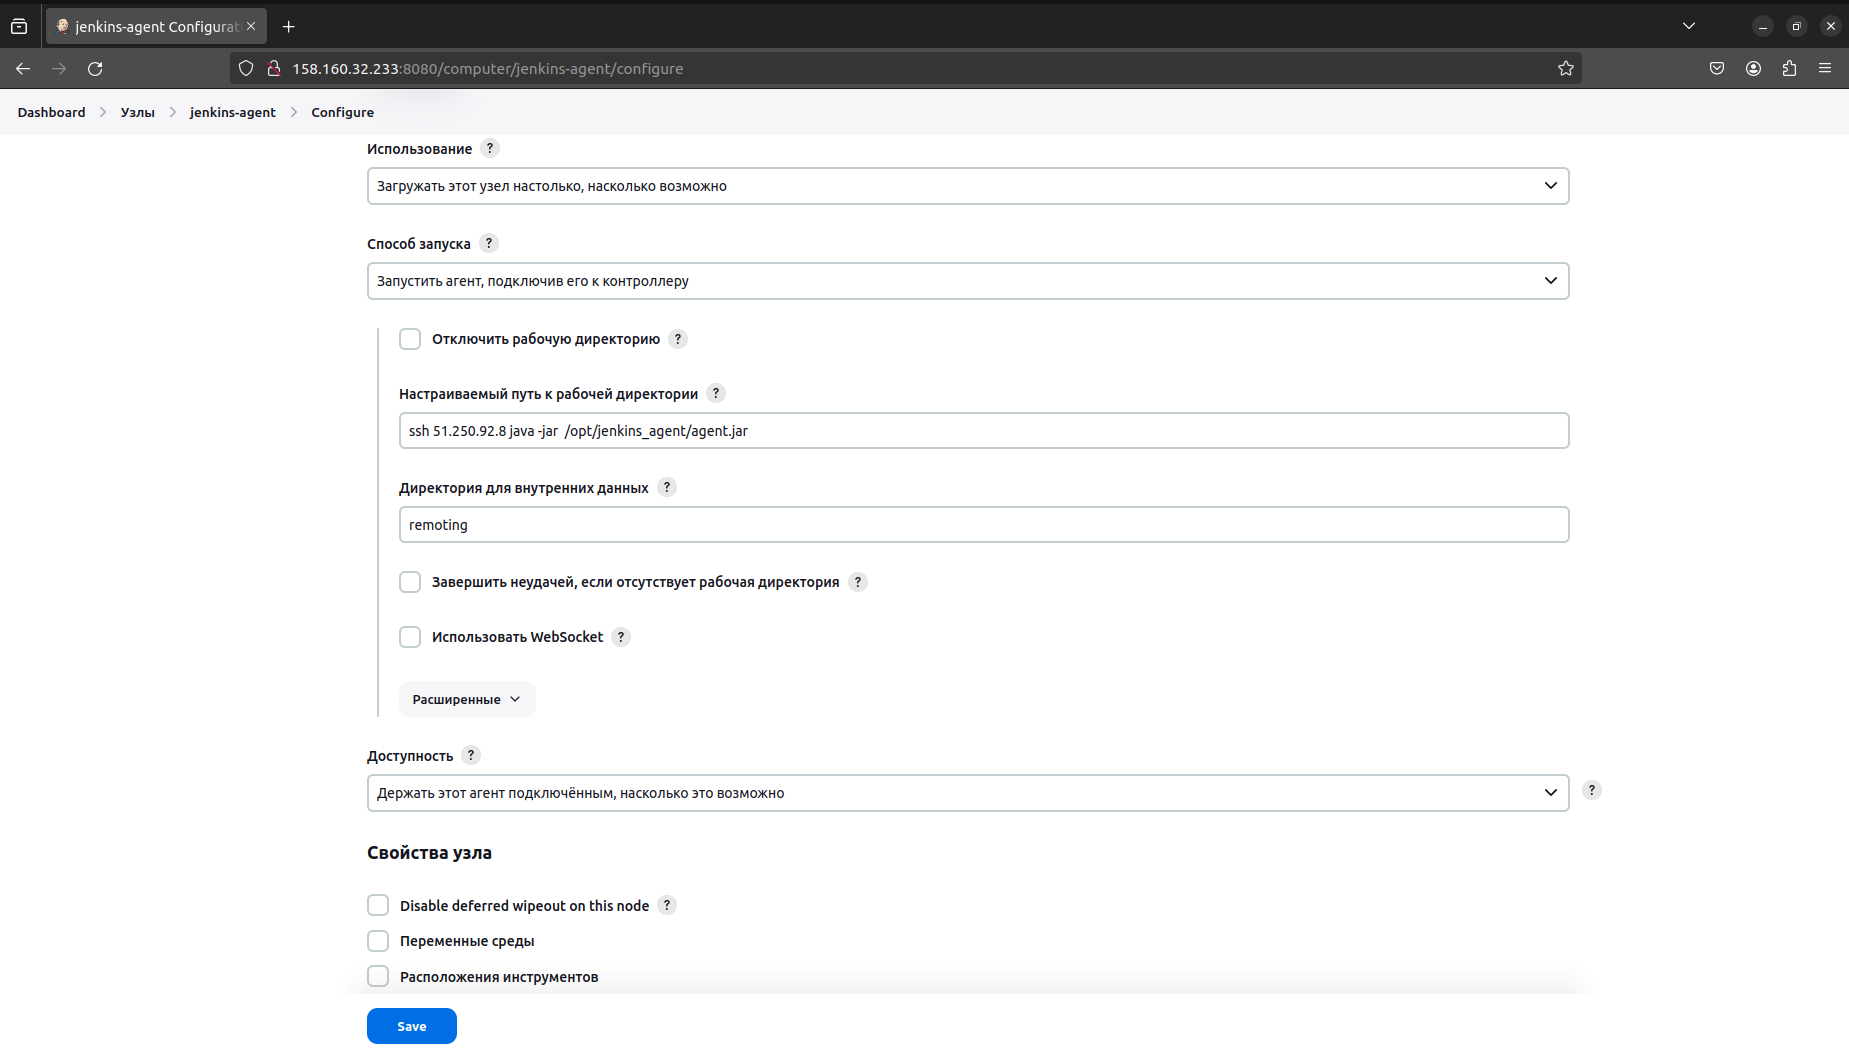 jenkins-agent Configurati
158.160.32.233:8080/computer/jenkins-agent/configure
Dashboard > Узлы > jenkins-agent > Configure
Использование ?
Загружать этот узел настолько, насколько возможно
Способ запуска ?
Запустить агент, подключив его к контроллеру
Отключить рабочую директорию ?
Настраиваемый путь к рабочей директории ?
ssh 51.250.92.8 java -jar  /opt/jenkins_agent/agent.jar
Директория для внутренних данных ?
remoting
Завершить неудачей, если отсутствует рабочая директория ?
Использовать WebSocket ?
Расширенные
Доступность ?
Держать этот агент подключённым, насколько это возможно ?
Свойства узла
Disable deferred wipeout on this node ?
Переменные среды
Расположения инструментов
Save